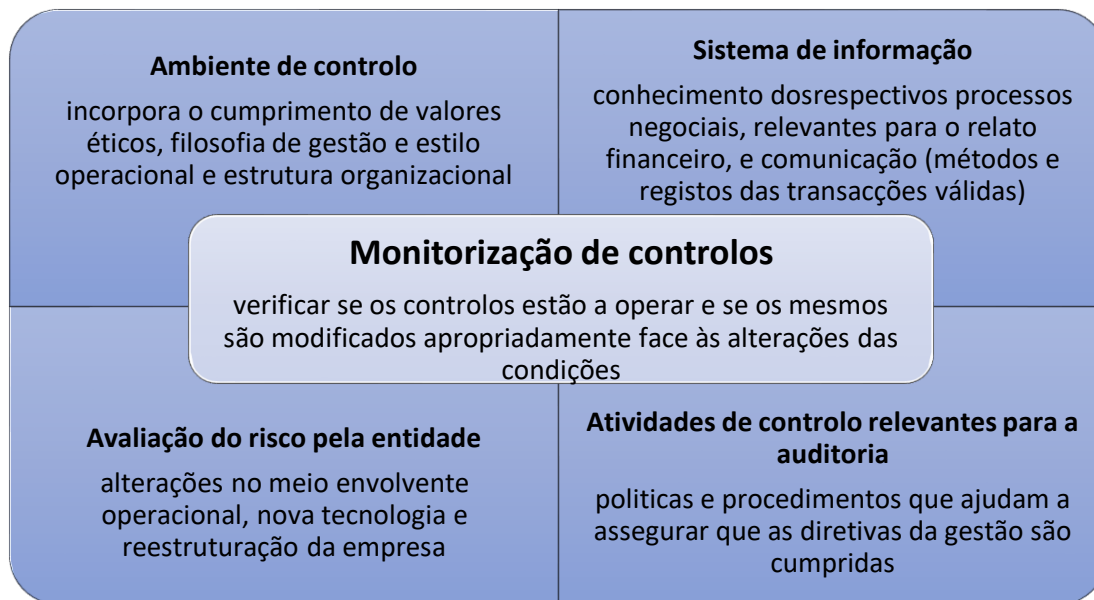 Ambiente de controlo
incorpora o cumprimento de valores
éticos, filosofia de gestão e estilo
operacional e estrutura organizacional
Sistema de informação
conhecimento dosrespectivos processos
negociais, relevantes para o relato
financeiro, e comunicação (métodos e
registos das transacções válidas)
Monitorização de controlos
verificar se os controlos estão a operar e se os mesmos
são modificados apropriadamente face às alterações das
condições
Avaliação do risco pela entidade
alterações no meio envolvente
operacional, nova tecnologia e
reestruturação da empresa
Atividades de controlo relevantes para a
auditoria
politicas e procedimentos que ajudam a
assegurar que as diretivas da gestão são
cumpridas